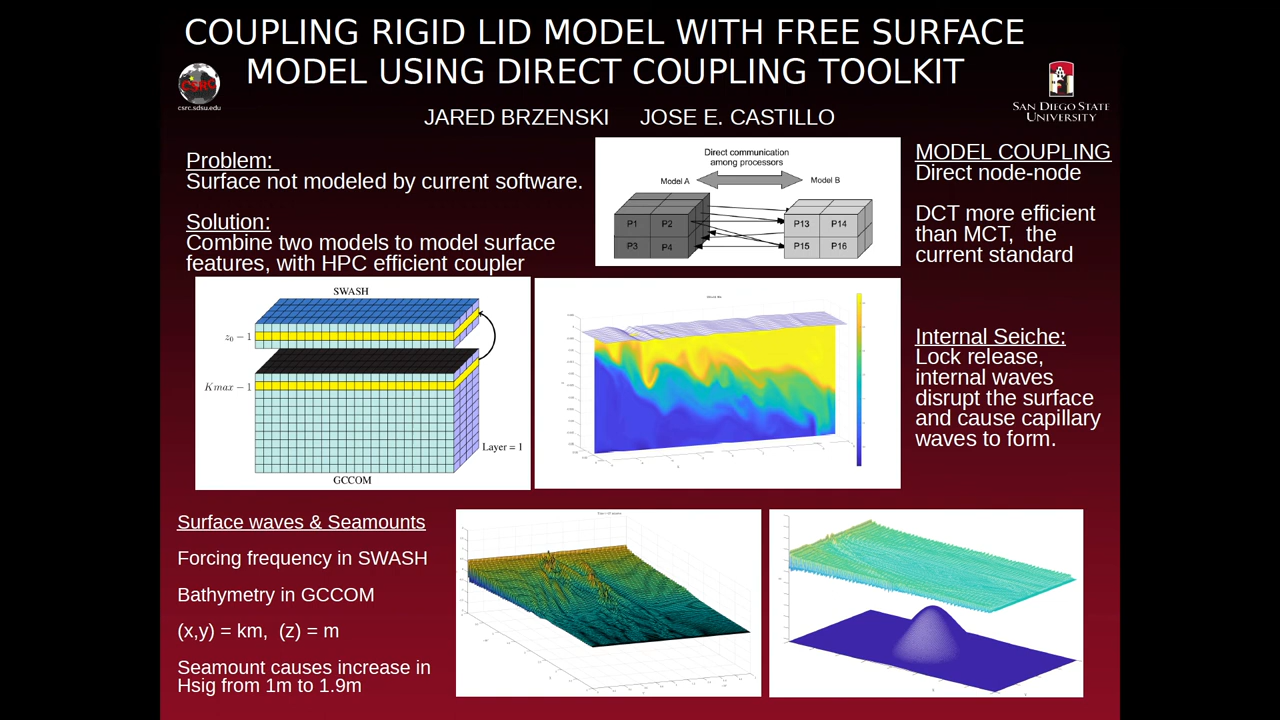 COUPLING RIGID LID MODEL WITH FREE SURFACE
MODEL USING DIRECT COUPLING TOOLKIT
CSRC
csrc.sdsu.edu
SAN DIEGO STATE
UNIVERSITY
JARED BRZENSKI JOSE E. CASTILLO
Problem:
Surface not modeled by current software.
Solution:
Combine two models to model surface
features, with HPC efficient coupler
Direct communication
among processors
Model A
Model B
P1 P2
P3 P4
P13 P14
P15 P16
MODEL COUPLING
Direct node-node
DCT more efficient
than MCT, the
current standard
SWASH
z₀ − 1
Kmax − 1
Layer = 1
GCCOM
Internal Seiche:
Lock release,
internal waves
disrupt the surface
and cause capillary
waves to form.
Surface waves & Seamounts
Forcing frequency in SWASH
Bathymetry in GCCOM
(x,y) = km, (z) = m
Seamount causes increase in
Hsig from 1m to 1.9m